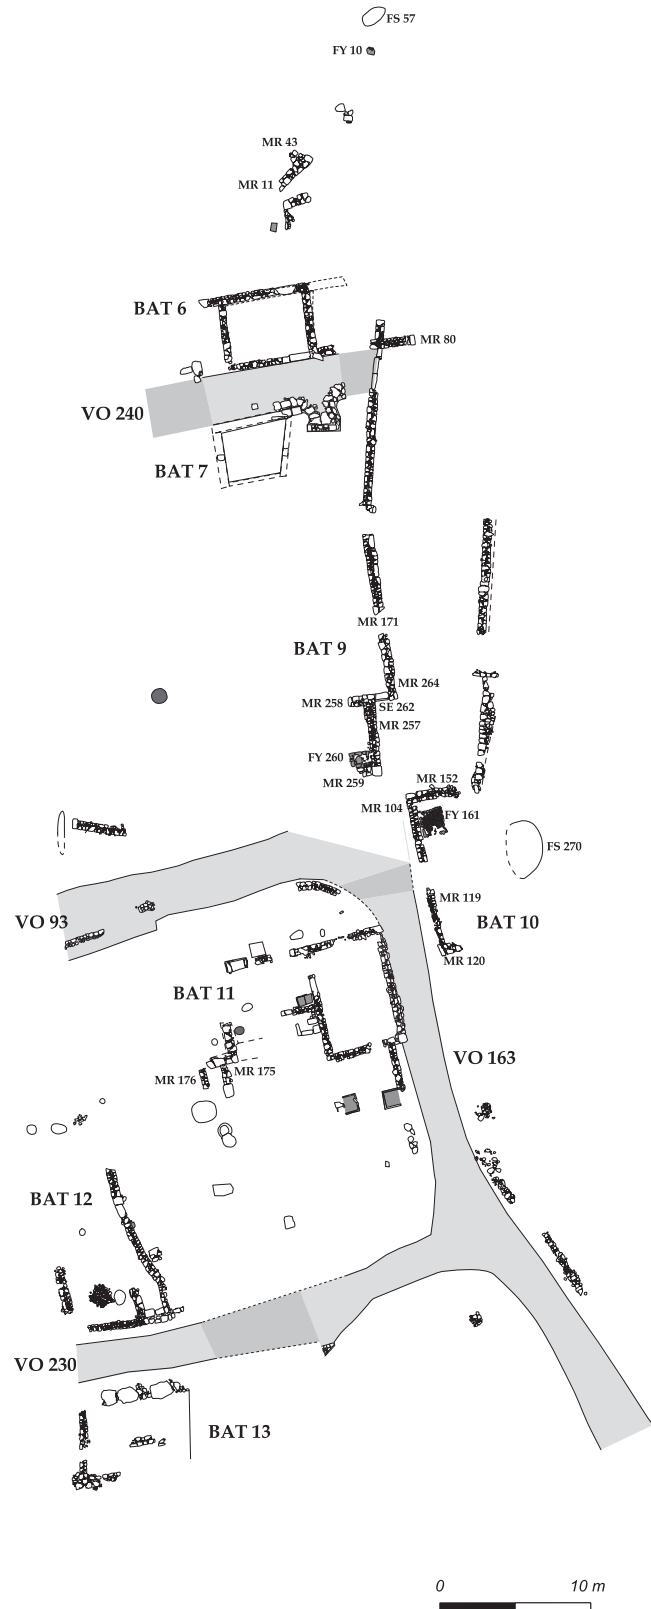 FS 57
FY 10
MR 43
MR 11
BAT 6
MR 80
VO 240
BAT 7
MR 171
BAT 9
MR 264
MR 258
SE 262
MR 257
FY 260
MR 259
MR 152
MR 104
FY 161
FS 270
MR 119
VO 93
BAT 10
MR 120
BAT 11
VO 163
MR 175
MR 176
BAT 12
VO 230
BAT 13
0 10 m